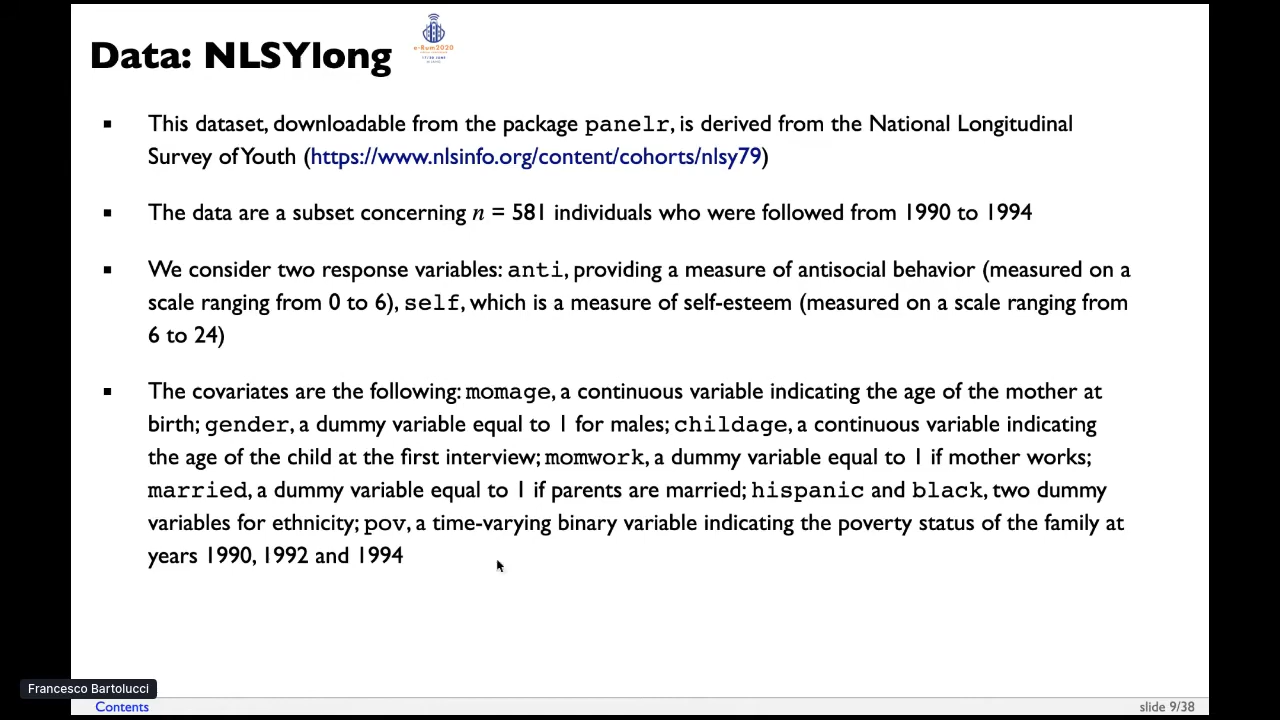 Data: NLSYlong
e-Rum2020
▪ This dataset, downloadable from the package panelr, is derived from the National Longitudinal
Survey of Youth (https://www.nlsinfo.org/content/cohorts/nlsy79)
▪ The data are a subset concerning n = 581 individuals who were followed from 1990 to 1994
▪ We consider two response variables: anti, providing a measure of antisocial behavior (measured on a
scale ranging from 0 to 6), self, which is a measure of self-esteem (measured on a scale ranging from
6 to 24)
▪ The covariates are the following: momage, a continuous variable indicating the age of the mother at
birth; gender, a dummy variable equal to 1 for males; childage, a continuous variable indicating
the age of the child at the first interview; momwork, a dummy variable equal to 1 if mother works;
married, a dummy variable equal to 1 if parents are married; hispanic and black, two dummy
variables for ethnicity; pov, a time-varying binary variable indicating the poverty status of the family at
years 1990, 1992 and 1994
Francesco Bartolucci
Contents
slide 9/38